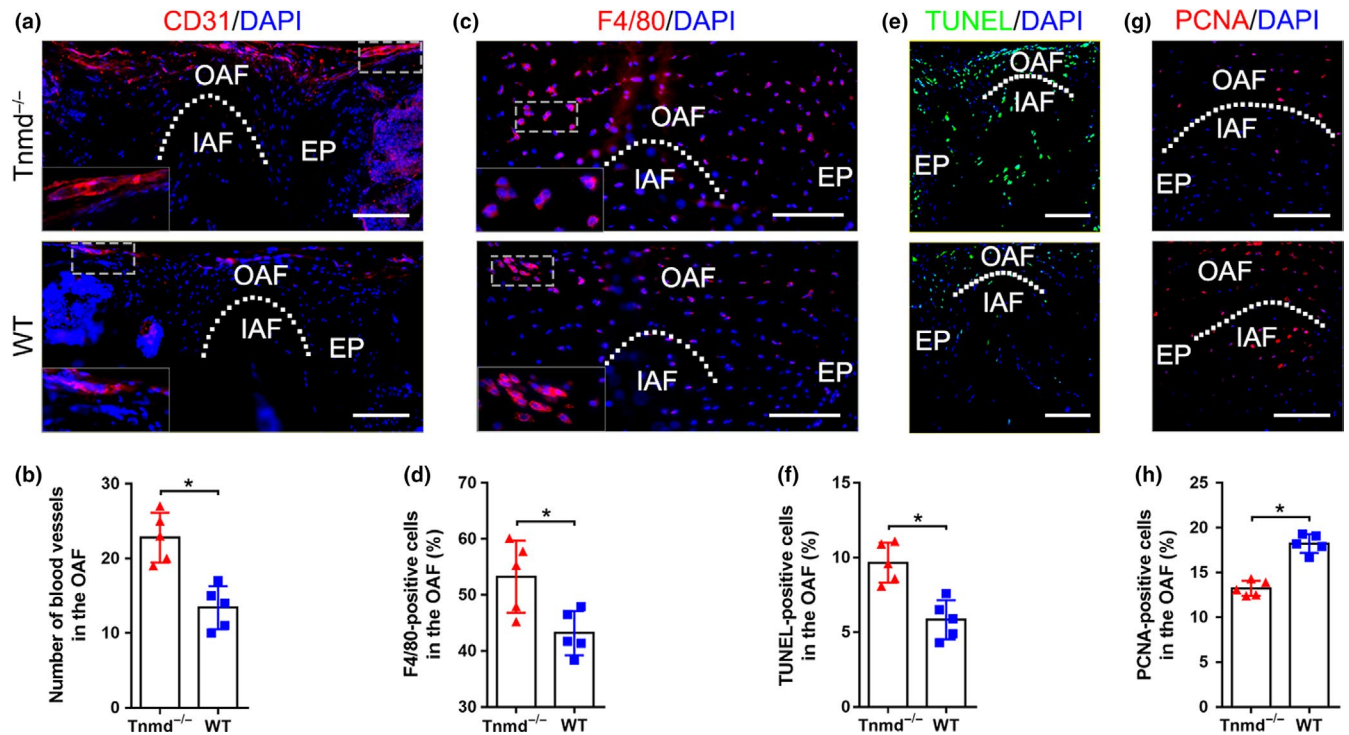 (a) CD31/DAPI
(c) F4/80/DAPI
(e) TUNEL/DAPI
(g) PCNA/DAPI
Tnmd−/−
OAF
IAF
EP
OAF
IAF
EP
OAF
IAF
EP
OAF
IAF
EP
WT
OAF
IAF
EP
OAF
IAF
EP
OAF
IAF
EP
OAF
IAF
EP
(b)
Number of blood vessels
in the OAF
30
20
10
0
*
Tnmd−/− WT
(d)
F4/80-positive cells
in the OAF (%)
70
60
50
40
30
*
Tnmd−/− WT
(f)
TUNEL-positive cells
in the OAF (%)
15
10
5
0
*
Tnmd−/− WT
(h)
PCNA-positive cells
in the OAF (%)
25
20
15
10
5
0
*
Tnmd−/− WT